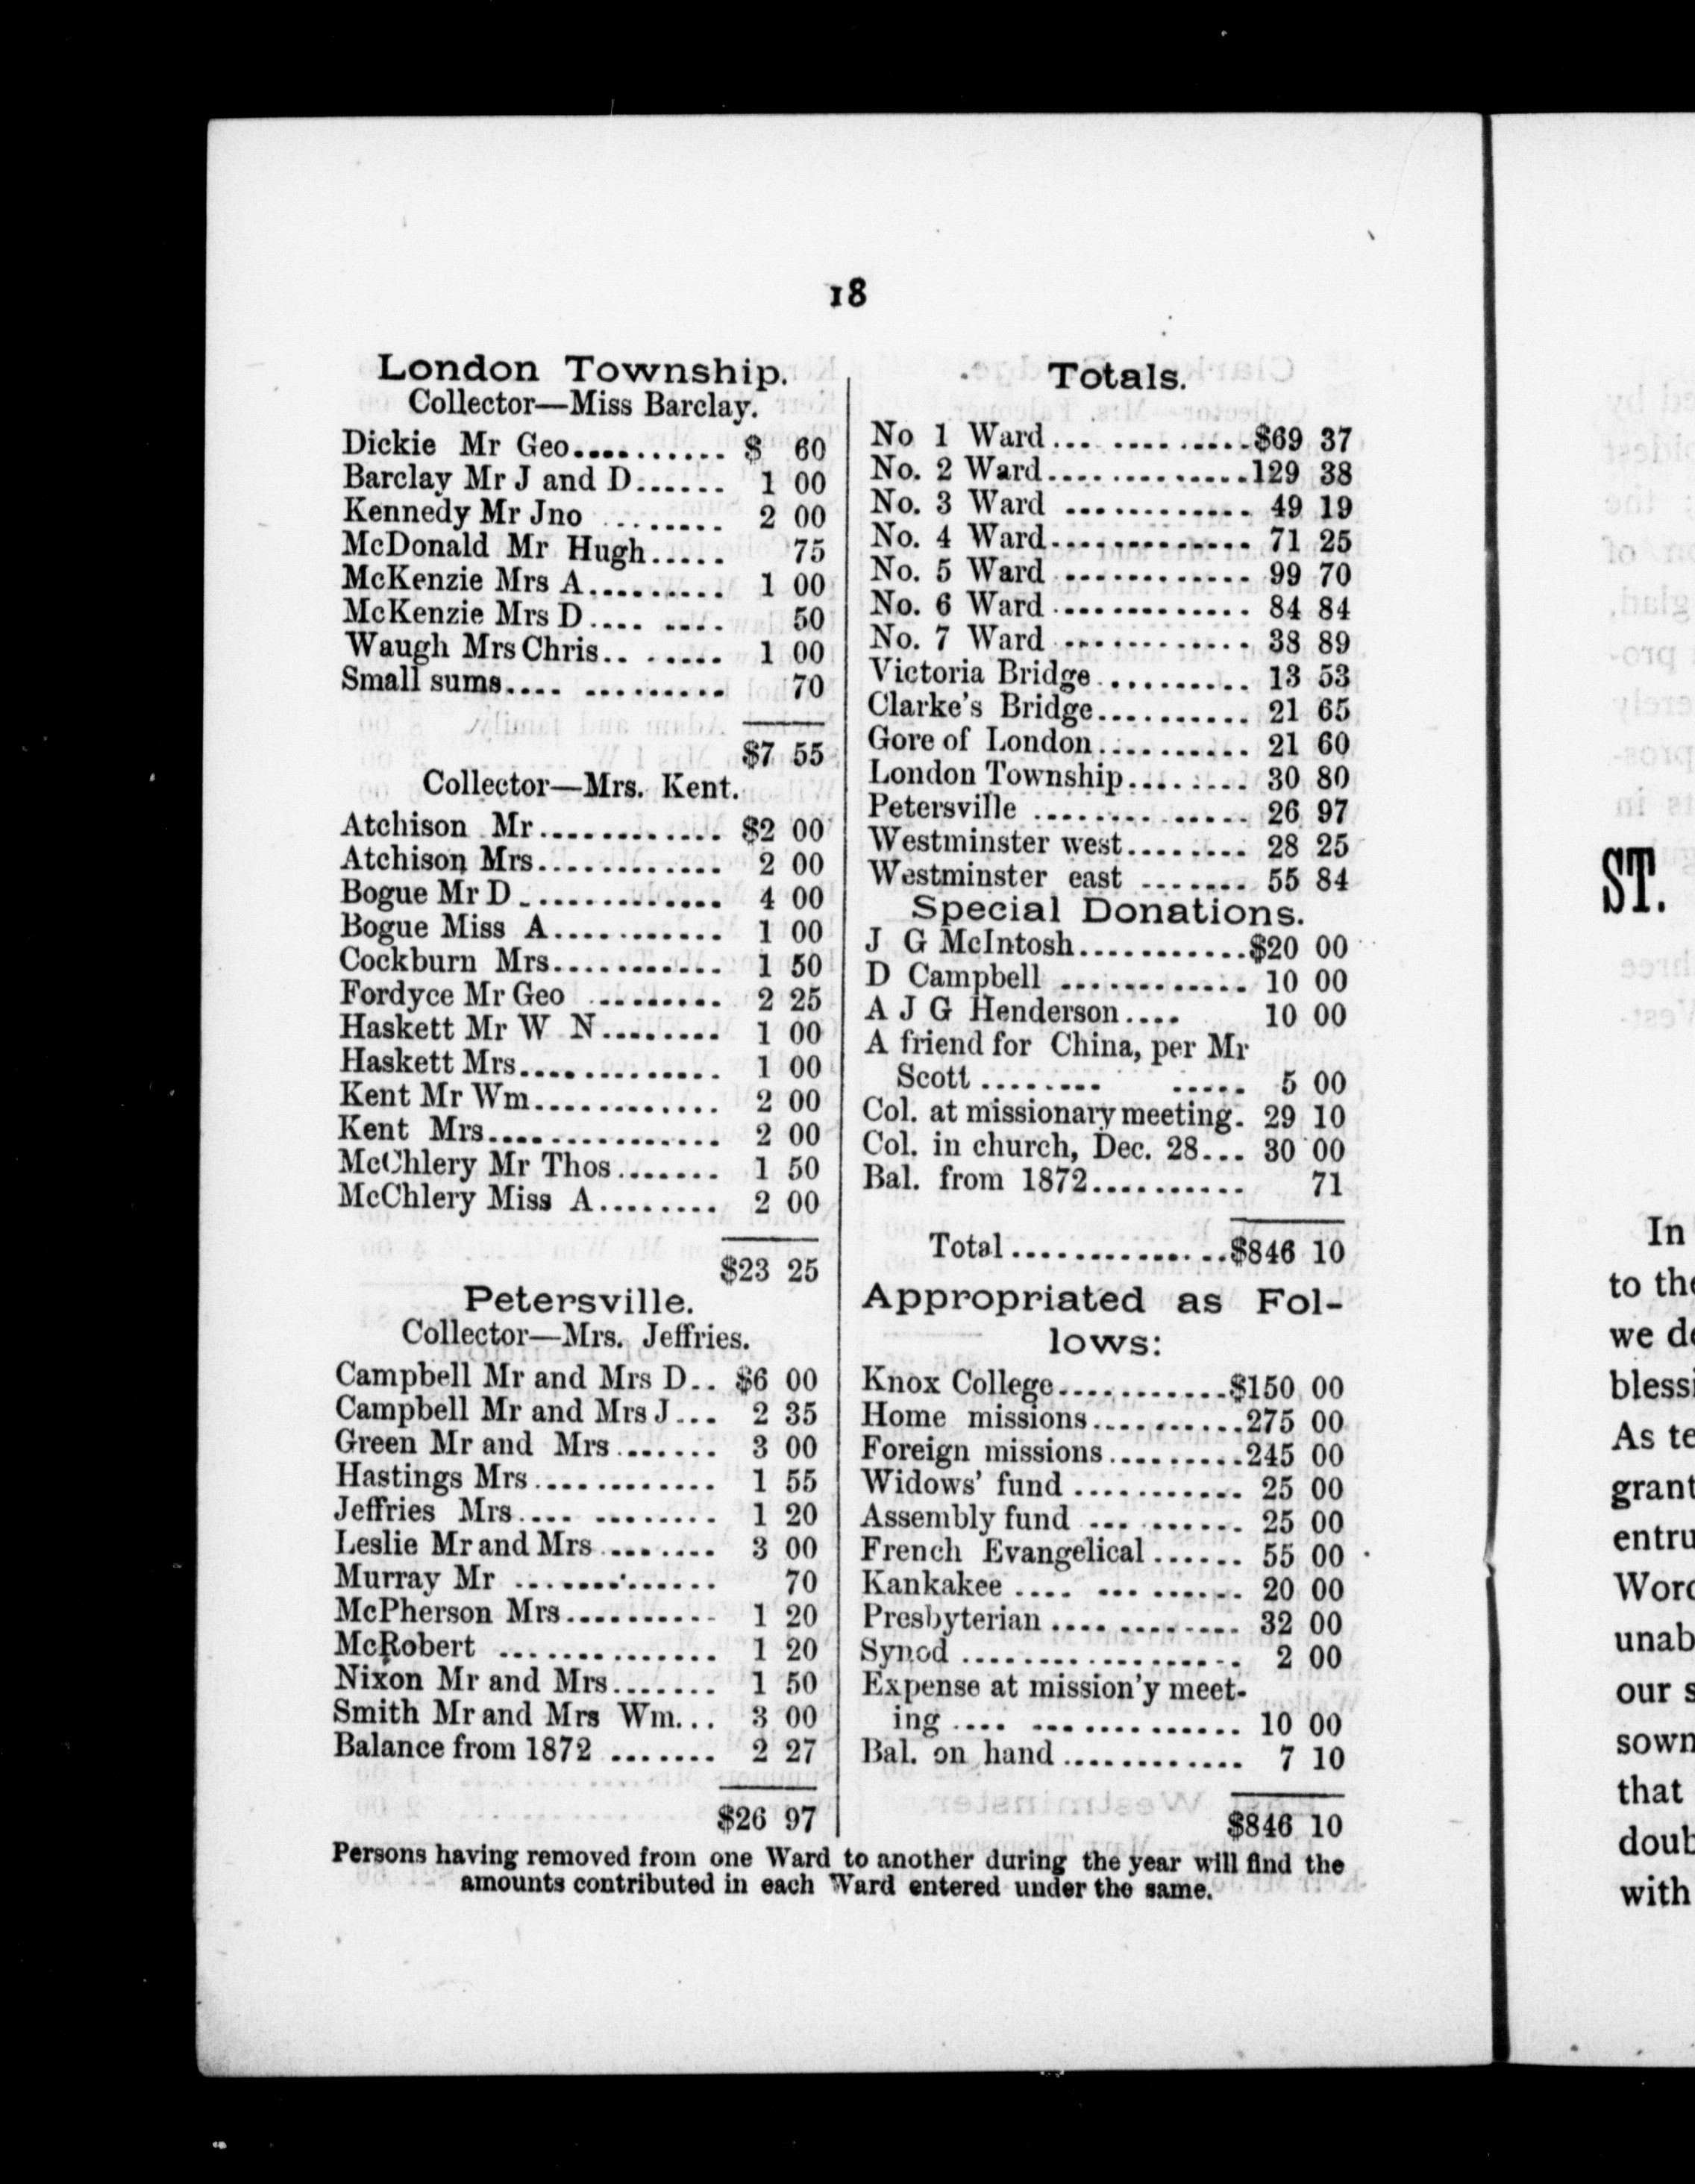 18
London Township.
Collector—Miss Barclay.
Dickie Mr Geo........... $ 60
Barclay Mr J and D...... 1 00
Kennedy Mr Jno ........ 2 00
McDonald Mr Hugh..... 75
McKenzie Mrs A.......... 1 00
McKenzie Mrs D.... .... 50
Waugh Mrs Chris.. ...... 1 00
Small sums.... ......... 70
$7 55
Collector—Mrs. Kent.
Atchison Mr............ $2 00
Atchison Mrs............ 2 00
Bogue Mr D ............. 4 00
Bogue Miss A........... 1 00
Cockburn Mrs........... 1 50
Fordyce Mr Geo ......... 2 25
Haskett Mr W N........ 1 00
Haskett Mrs............. 1 00
Kent Mr Wm............ 2 00
Kent Mrs............... 2 00
McChlery Mr Thos....... 1 50
McChlery Miss A........ 2 00
$23 25
Petersville.
Collector—Mrs. Jeffries.
Campbell Mr and Mrs D.. $6 00
Campbell Mr and Mrs J... 2 35
Green Mr and Mrs....... 3 00
Hastings Mrs............ 1 55
Jeffries Mrs.... ........ 1 20
Leslie Mr and Mrs ........ 3 00
Murray Mr ............. 70
McPherson Mrs.......... 1 20
McRobert .............. 1 20
Nixon Mr and Mrs....... 1 50
Smith Mr and Mrs Wm... 3 00
Balance from 1872 ....... 2 27
$26 97
Totals.
No 1 Ward... ..........$69 37
No. 2 Ward.............129 38
No. 3 Ward ............ 49 19
No. 4 Ward............. 71 25
No. 5 Ward ............ 99 70
No. 6 Ward ............. 84 84
No. 7 Ward ............ 38 89
Victoria Bridge.......... 13 53
Clarke's Bridge.......... 21 65
Gore of London.......... 21 60
London Township........ 30 80
Petersville ............. 26 97
Westminster west........ 28 25
Westminster east ....... 55 84
Special Donations.
J G McIntosh...........$20 00
D Campbell ............ 10 00
A J G Henderson.... 10 00
A friend for China, per Mr
Scott ........ ..... 5 00
Col. at missionary meeting. 29 10
Col. in church, Dec. 28... 30 00
Bal. from 1872.......... 71
Total ..............$846 10
Appropriated as Fol-
lows:
Knox College...........$150 00
Home missions..........275 00
Foreign missions.........245 00
Widows' fund ........... 25 00
Assembly fund ... ...... 25 00
French Evangelical...... 55 00
Kankakee .... ... ...... 20 00
Presbyterian .... ........ 32 00
Synod .................. 2 00
Expense at mission'y meet-
ing .... ............. 10 00
Bal. on hand............ 7 10
$846 10
Persons having removed from one Ward to another during the year will find the
amounts contributed in each Ward entered under the same.
ST.
In
to the
we
As
that
with